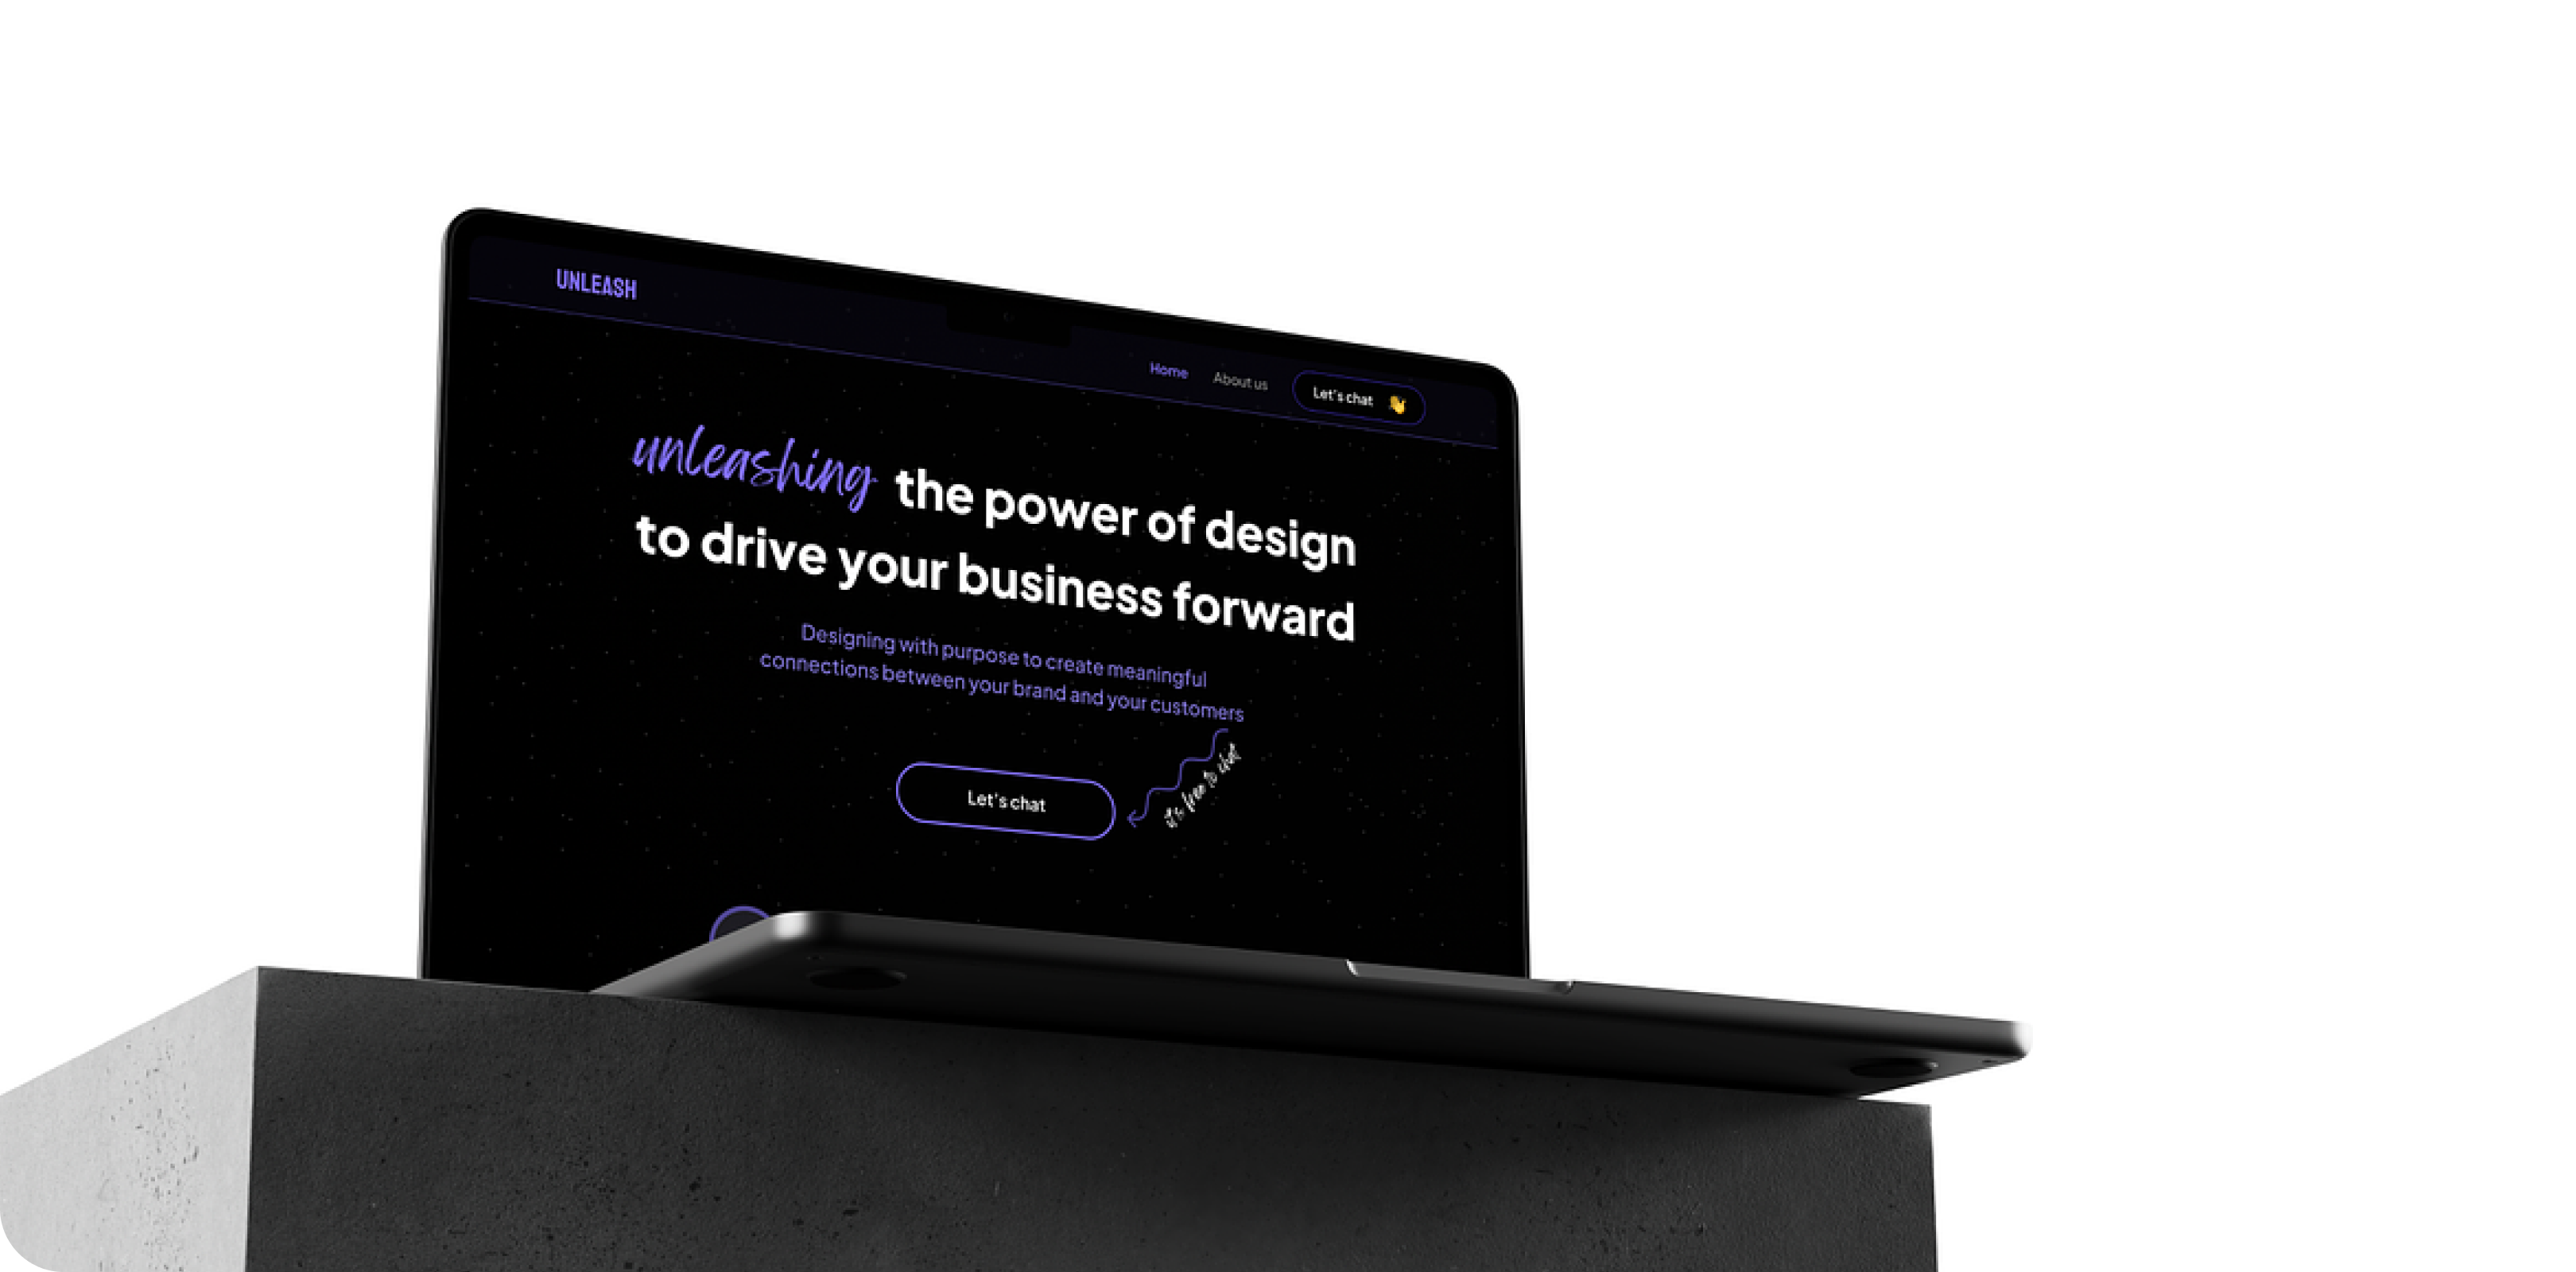 UNLEASH
Home About us Let's chat 👋
unleashing the power of design
to drive your business forward
Designing with purpose to create meaningful
connections between your brand and your customers
Let's chat
it's free to chat